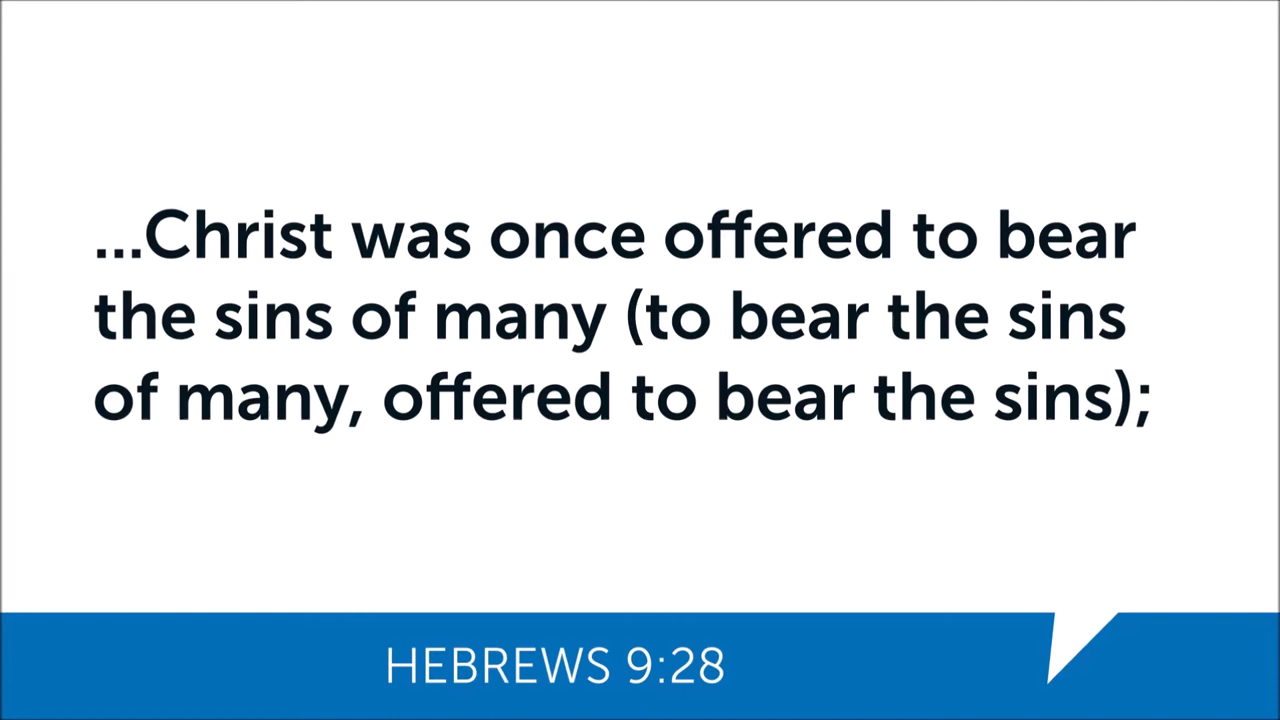 ...Christ was once offered to bear
the sins of many (to bear the sins
of many, offered to bear the sins);
HEBREWS 9:28